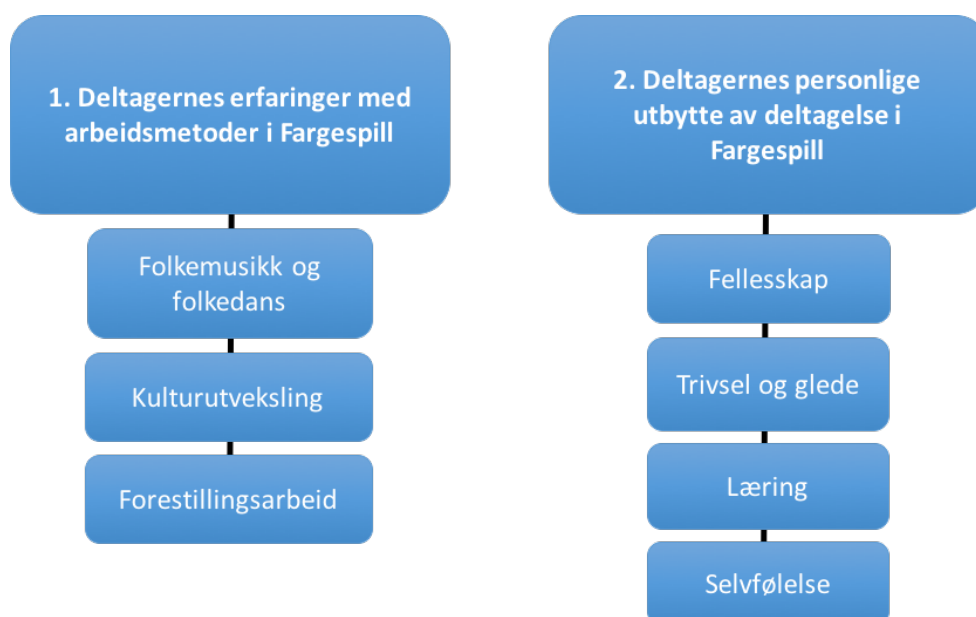 1. Deltagernes erfaringer med
arbeidsmetoder i Fargespill
Folkemusikk og
folkedans
Kulturutveksling
Forestillingsarbeid
2. Deltagernes personlige
utbytte av deltagelse i
Fargespill
Fellesskap
Trivsel og glede
Læring
Selvfølelse